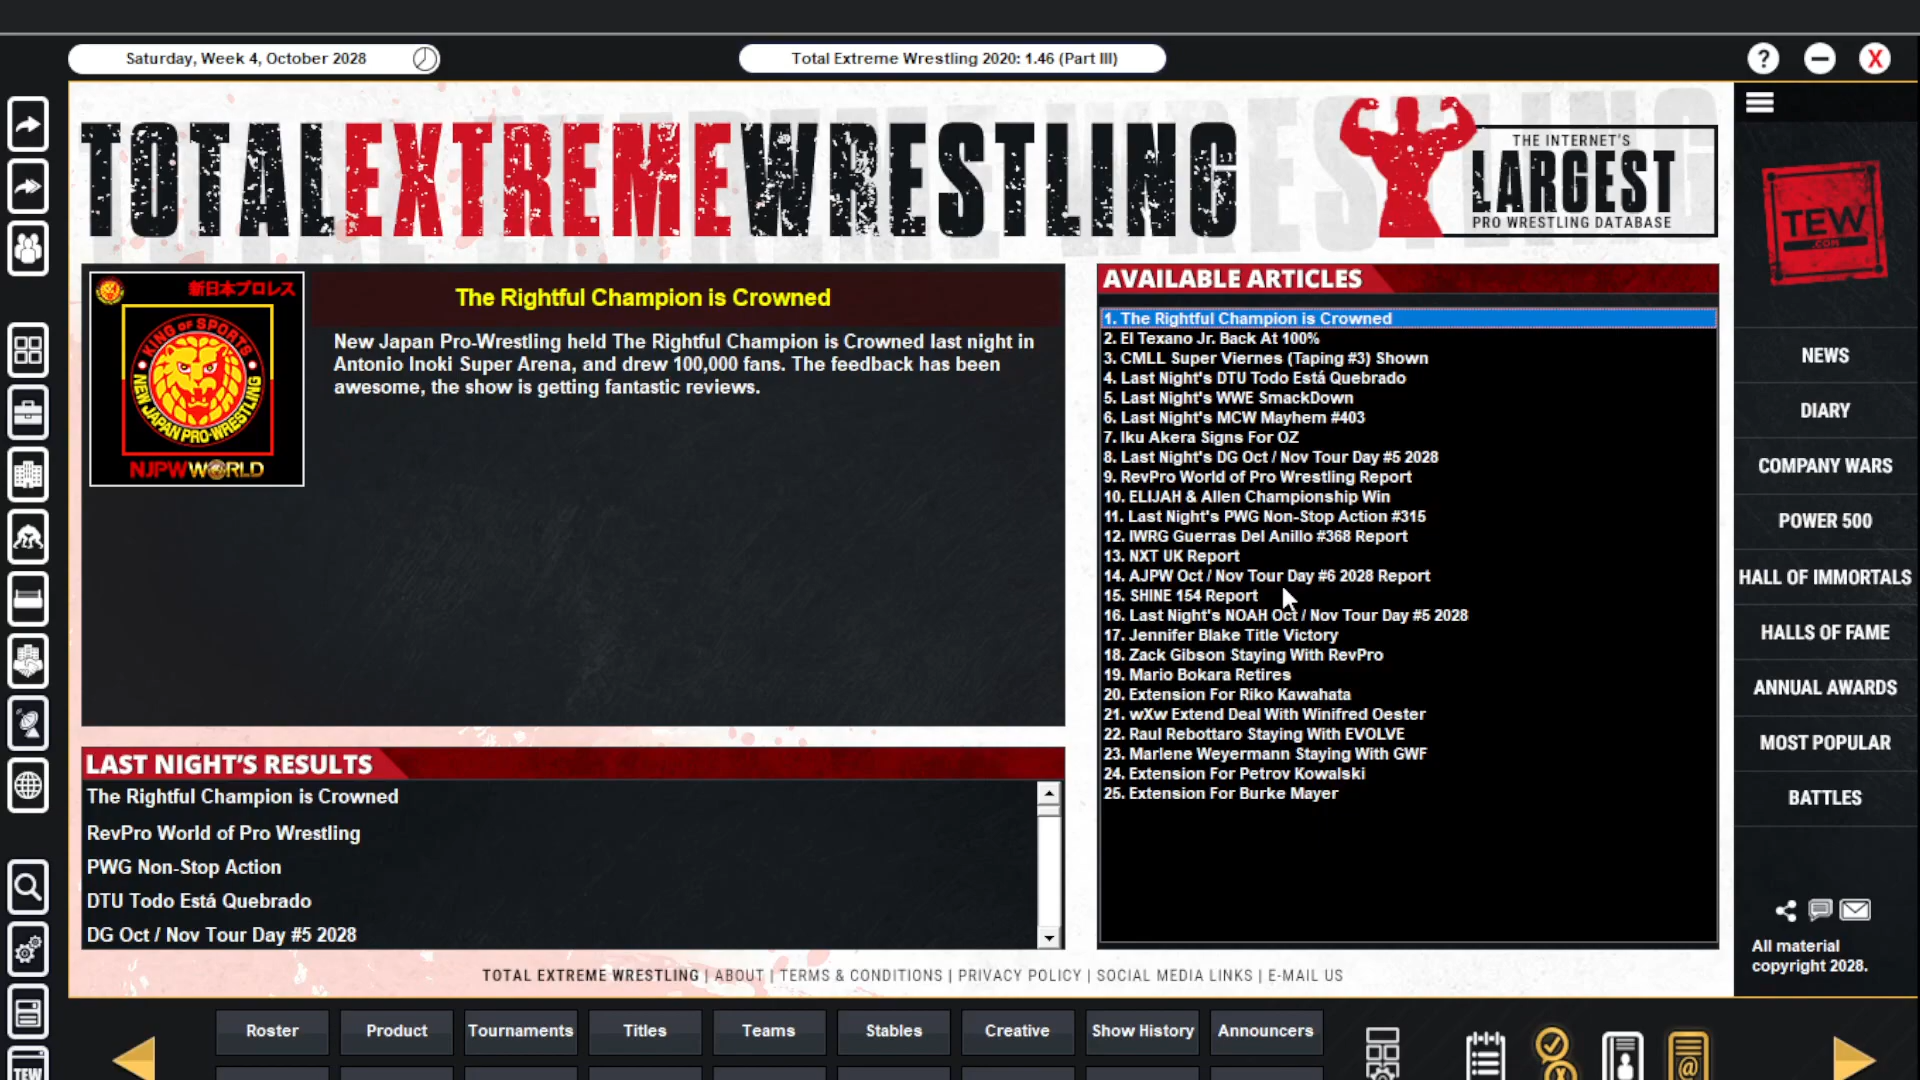 Saturday, Week 4, October 2028
Total Extreme Wrestling 2020: 1.46 (Part III)
?
X
TOTALEXTREMEWRESTLING
THE INTERNET'S
LARGEST
PRO WRESTLING DATABASE
TEW
.COM
新日本プロレス
KING OF SPORTS
NEW JAPAN PRO-WRESTLING
NJPWWORLD
The Rightful Champion is Crowned
New Japan Pro-Wrestling held The Rightful Champion is Crowned last night in
Antonio Inoki Super Arena, and drew 100,000 fans. The feedback has been
awesome, the show is getting fantastic reviews.
AVAILABLE ARTICLES
1. The Rightful Champion is Crowned
2. El Texano Jr. Back At 100%
3. CMLL Super Viernes (Taping #3) Shown
4. Last Night's DTU Todo Está Quebrado
5. Last Night's WWE SmackDown
6. Last Night's MCW Mayhem #403
7. Iku Akera Signs For OZ
8. Last Night's DG Oct / Nov Tour Day #5 2028
9. RevPro World of Pro Wrestling Report
10. ELIJAH & Allen Championship Win
11. Last Night's PWG Non-Stop Action #315
12. IWRG Guerras Del Anillo #368 Report
13. NXT UK Report
14. AJPW Oct / Nov Tour Day #6 2028 Report
15. SHINE 154 Report
16. Last Night's NOAH Oct / Nov Tour Day #5 2028
17. Jennifer Blake Title Victory
18. Zack Gibson Staying With RevPro
19. Mario Bokara Retires
20. Extension For Riko Kawahata
21. wXw Extend Deal With Winifred Oester
22. Raul Rebottaro Staying With EVOLVE
23. Marlene Weyermann Staying With GWF
24. Extension For Petrov Kowalski
25. Extension For Burke Mayer
LAST NIGHT'S RESULTS
The Rightful Champion is Crowned
RevPro World of Pro Wrestling
PWG Non-Stop Action
DTU Todo Está Quebrado
DG Oct / Nov Tour Day #5 2028
TOTAL EXTREME WRESTLING | ABOUT | TERMS & CONDITIONS | PRIVACY POLICY | SOCIAL MEDIA LINKS | E-MAIL US
NEWS
DIARY
COMPANY WARS
POWER 500
HALL OF IMMORTALS
HALLS OF FAME
ANNUAL AWARDS
MOST POPULAR
BATTLES
All material
copyright 2028.
Roster
Product
Tournaments
Titles
Teams
Stables
Creative
Show History
Announcers
TEW
@